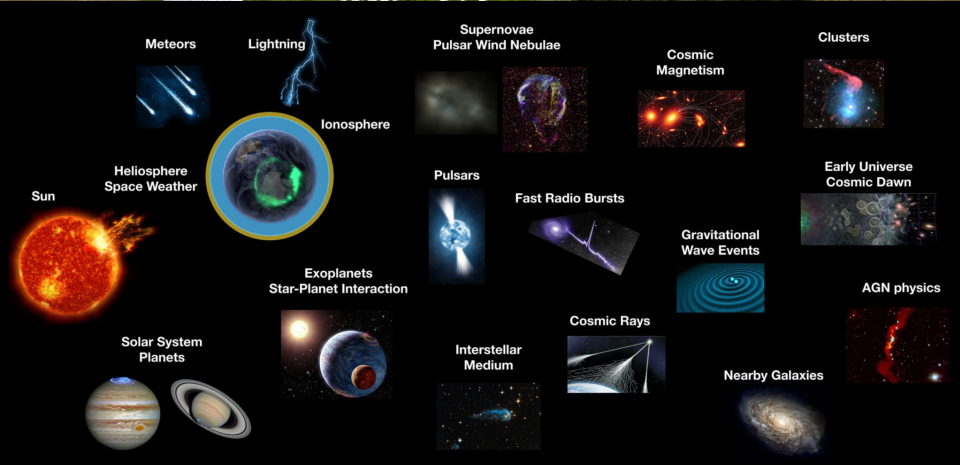 Meteors
Lightning
Supernovae
Pulsar Wind Nebulae
Cosmic
Magnetism
Clusters
Ionosphere
Heliosphere
Space Weather
Sun
Pulsars
Fast Radio Bursts
Early Universe
Cosmic Dawn
Gravitational
Wave Events
Exoplanets
Star-Planet Interaction
AGN physics
Solar System
Planets
Interstellar
Medium
Cosmic Rays
Nearby Galaxies